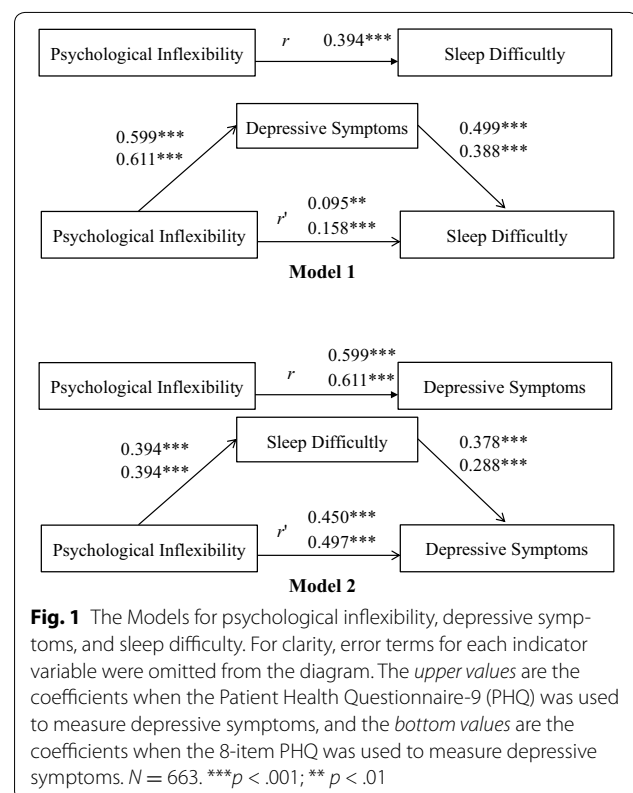 r 0.394***
Psychological Inflexibility Sleep Difficultly
0.599*** Depressive Symptoms 0.499***
0.611*** 0.388***
0.095**
r' 0.158***
Psychological Inflexibility Sleep Difficultly
Model 1
0.599***
r 0.611***
Psychological Inflexibility Depressive Symptoms
0.394*** Sleep Difficultly 0.378***
0.394*** 0.288***
0.450***
r' 0.497***
Psychological Inflexibility Depressive Symptoms
Model 2
Fig. 1 The Models for psychological inflexibility, depressive symp-
toms, and sleep difficulty. For clarity, error terms for each indicator
variable were omitted from the diagram. The upper values are the
coefficients when the Patient Health Questionnaire-9 (PHQ) was used
to measure depressive symptoms, and the bottom values are the
coefficients when the 8-item PHQ was used to measure depressive
symptoms. N = 663. ***p < .001; ** p < .01